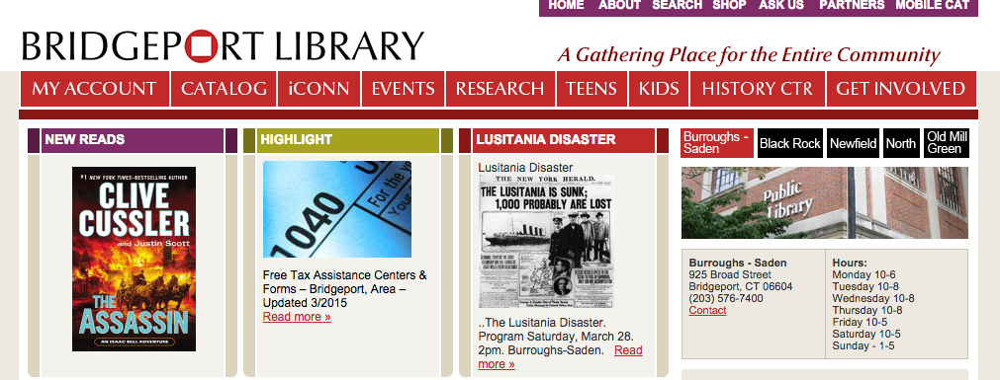 HOME ABOUT SEARCH SHOP ASK US PARTNERS MOBILE CAT
BRIDGEPORT LIBRARY
A Gathering Place for the Entire Community
MY ACCOUNT CATALOG iCONN EVENTS RESEARCH TEENS KIDS HISTORY CTR GET INVOLVED
NEW READS
#1 NEW YORK TIMES-BESTSELLING AUTHOR
CLIVE
CUSSLER
and Justin Scott
THE
ASSASSIN
AN ISAAC BELL ADVENTURE
HIGHLIGHT
1040
For the y
Your
Free Tax Assistance Centers &
Forms – Bridgeport, Area –
Updated 3/2015
Read more »
LUSITANIA DISASTER
Lusitania Disaster
THE NEW YORK HERALD.
THE LUSITANIA IS SUNK;
1,000 PROBABLY ARE LOST
..The Lusitania Disaster.
Program Saturday, March 28.
2pm. Burroughs-Saden. Read
more »
Burroughs -
Saden
Black Rock
Newfield
North
Old Mill
Green
Public
Library
Burroughs - Saden
925 Broad Street
Bridgeport, CT 06604
(203) 576-7400
Contact
Hours:
Monday 10-6
Tuesday 10-8
Wednesday 10-8
Thursday 10-8
Friday 10-5
Saturday 10-5
Sunday - 1-5